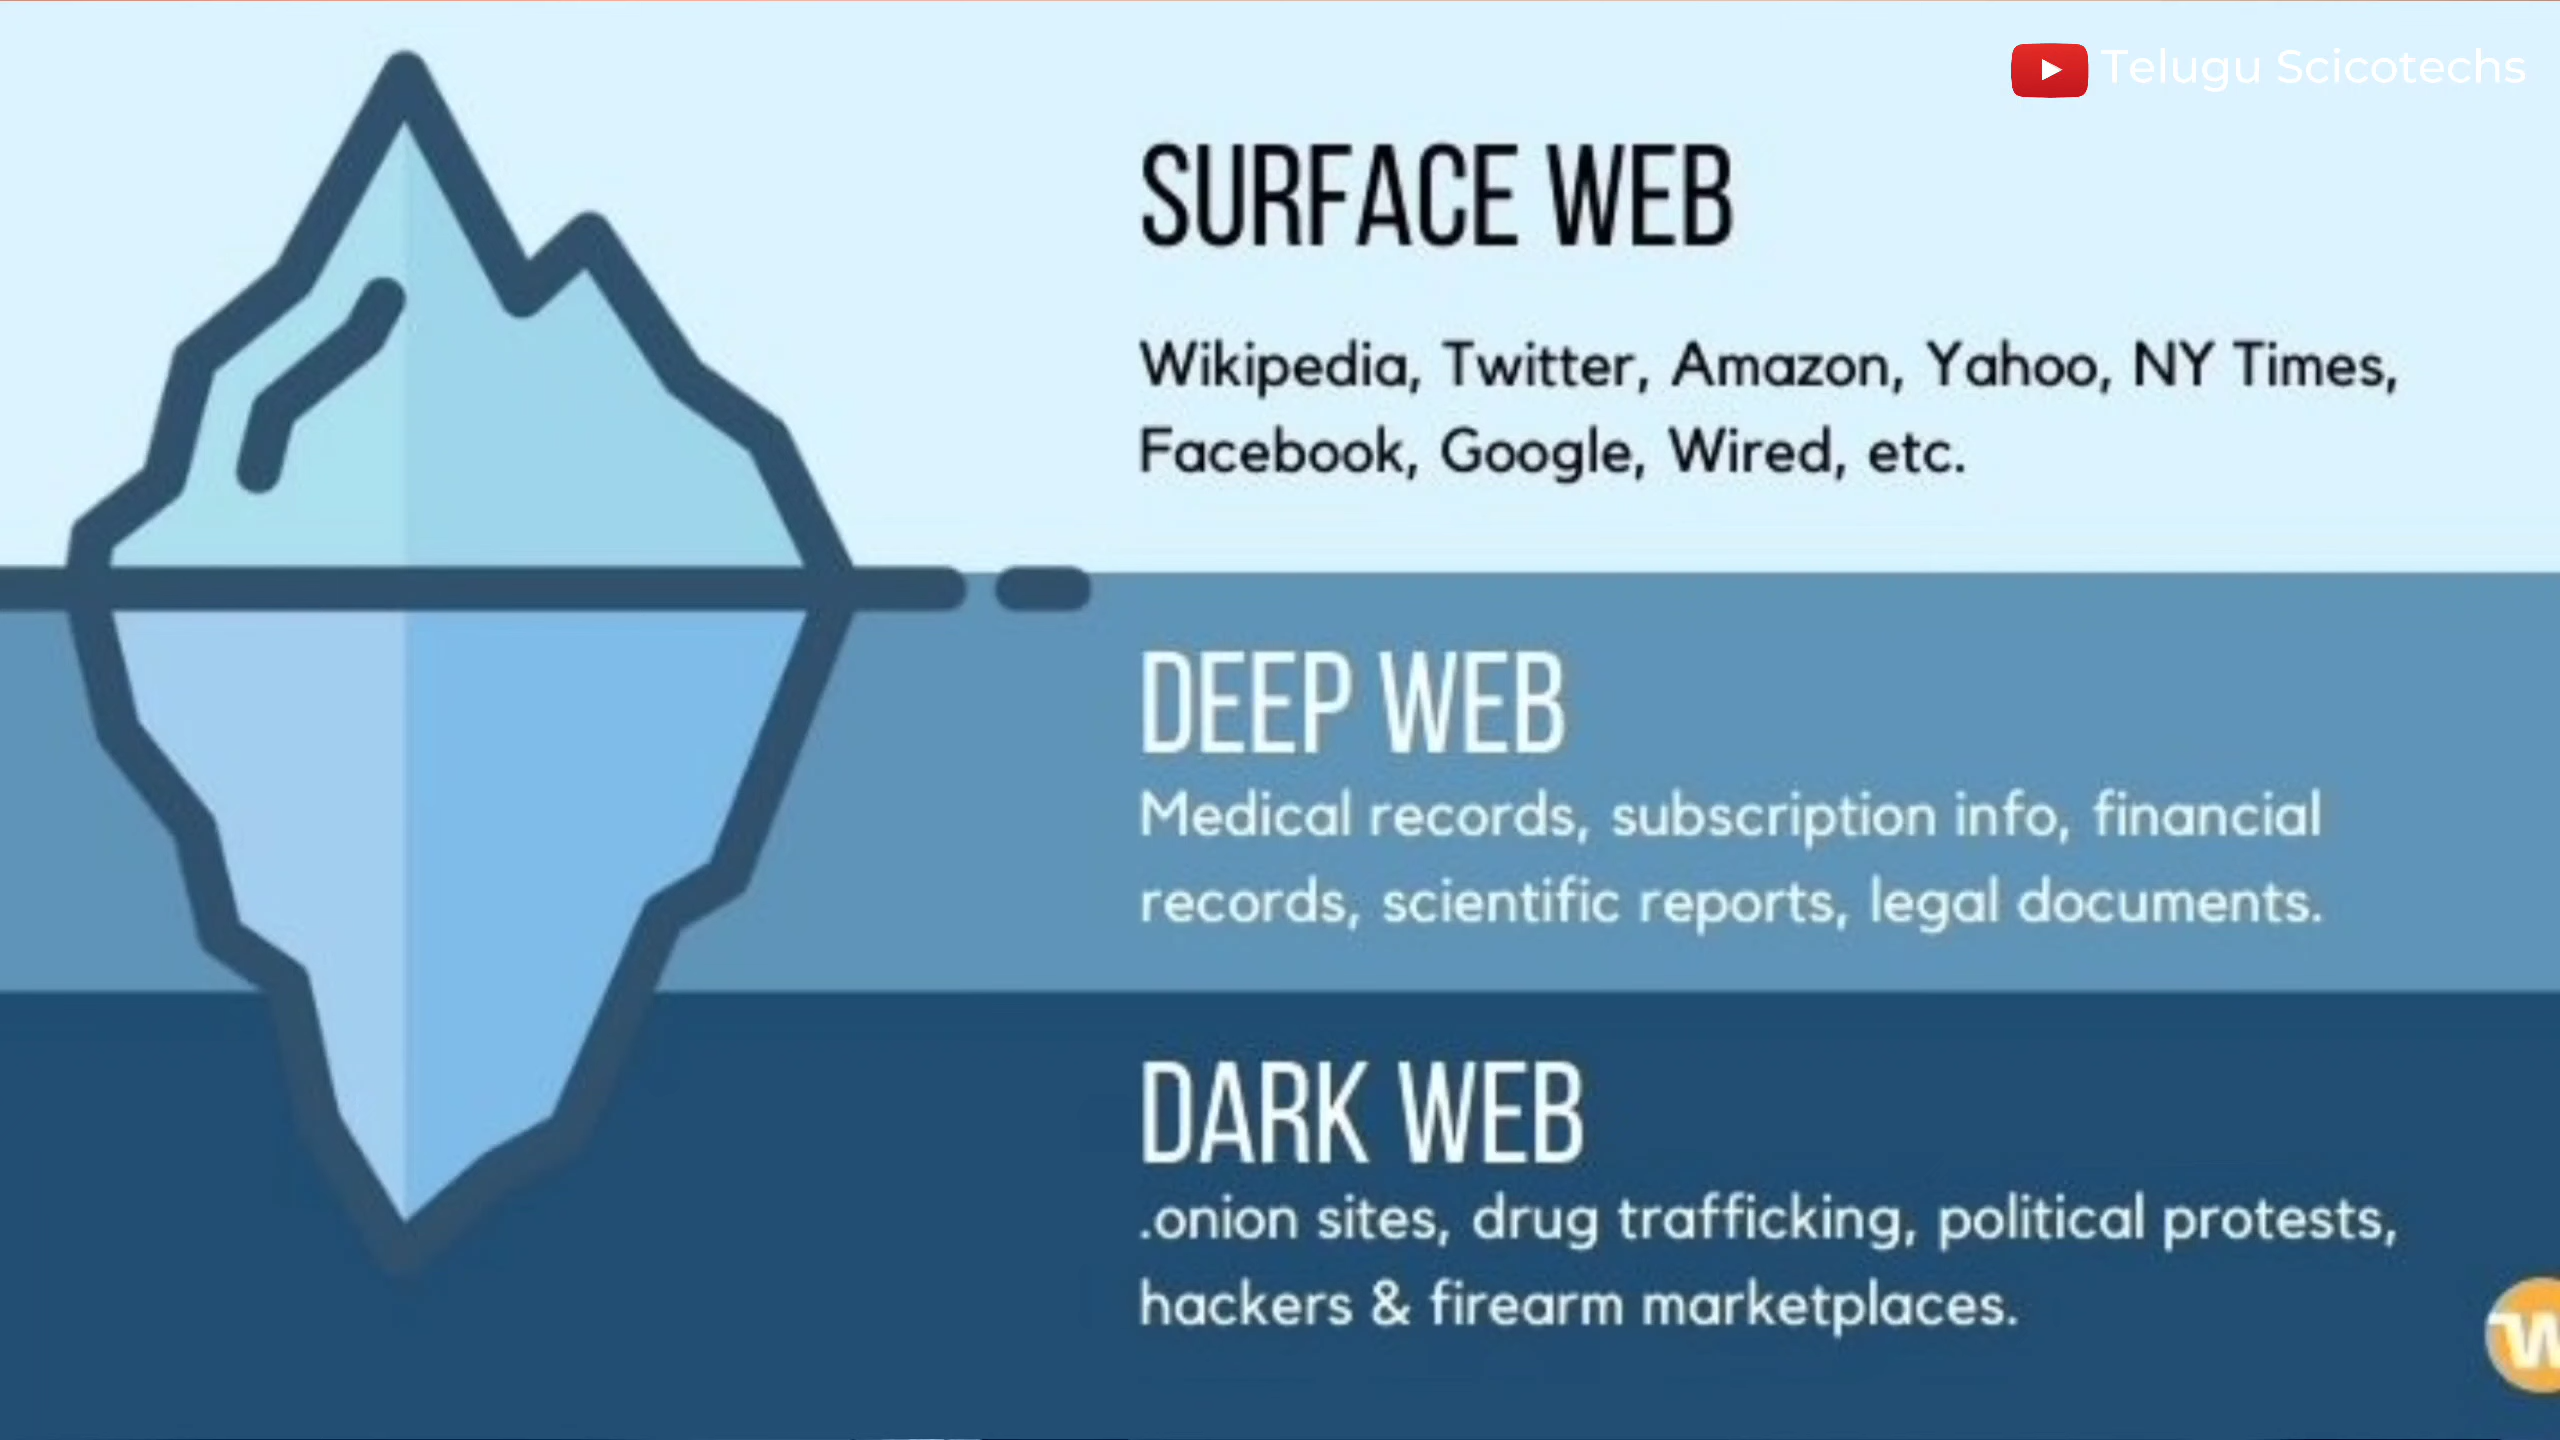 Telugu Scicotechs
SURFACE WEB
Wikipedia, Twitter, Amazon, Yahoo, NY Times,
Facebook, Google, Wired, etc.
DEEP WEB
Medical records, subscription info, financial
records, scientific reports, legal documents.
DARK WEB
.onion sites, drug trafficking, political protests,
hackers & firearm marketplaces.
W